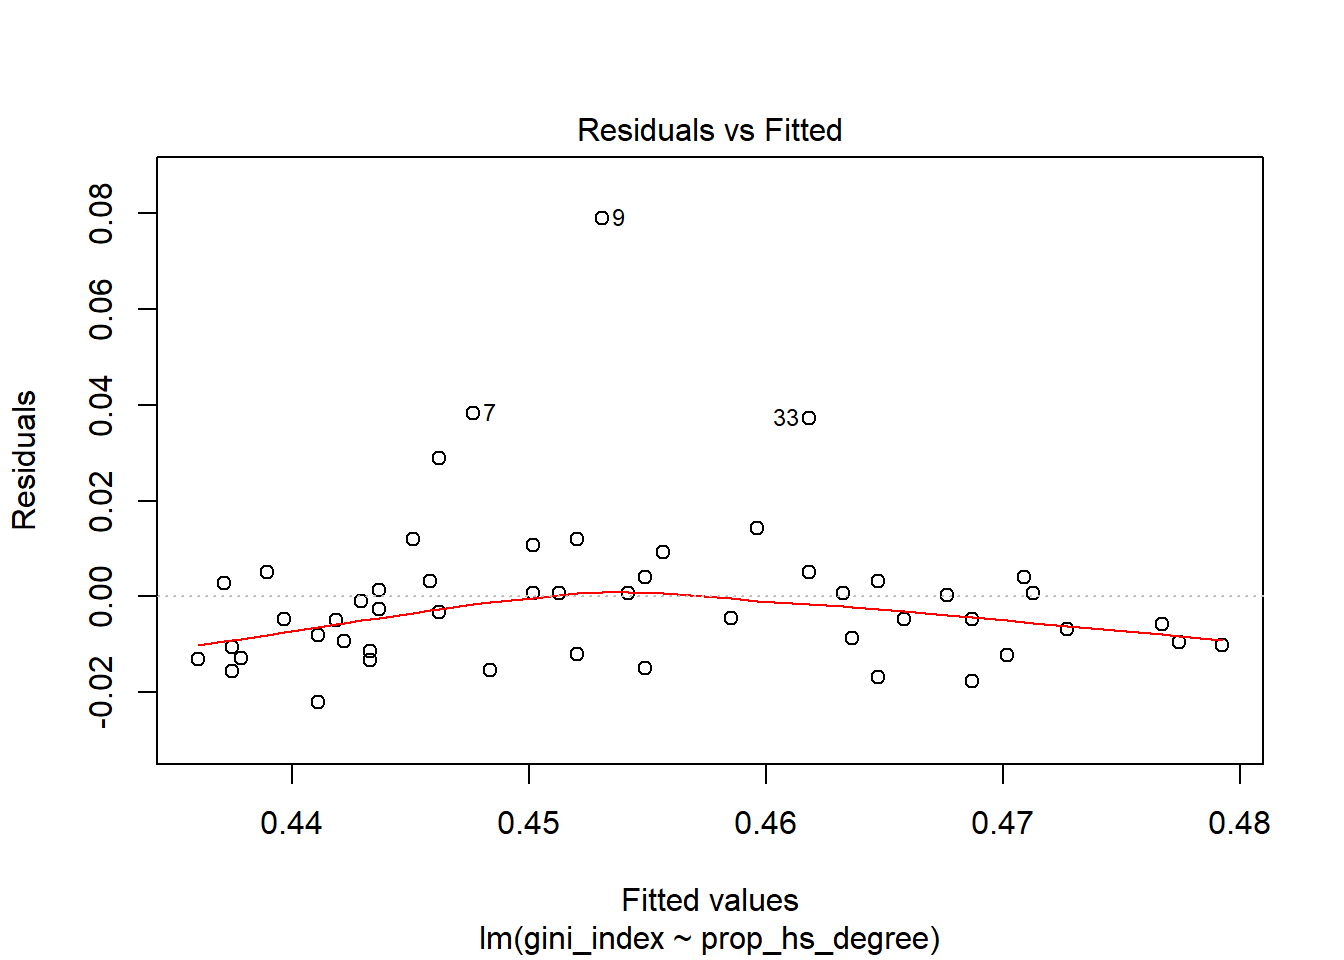 Residuals vs Fitted
Residuals
0.08
0.06
0.04
0.02
0.00
-0.02
9
7
33
0.44 0.45 0.46 0.47 0.48
Fitted values
lm(gini_index ~ prop_hs_degree)